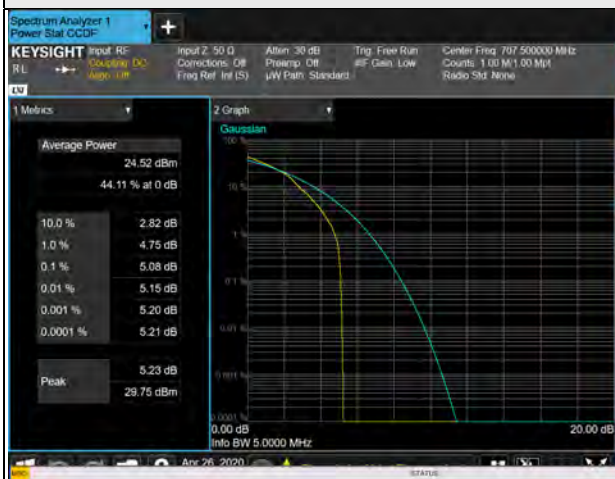 Spectrum Analyzer 1
Power Stat CCDF
+
KEYSIGHT Input: RF
RL
Coupling: DC
Align: Off
Input Z: 50 Ω
Corrections: Off
Freq Ref: Int (S)
Atten: 30 dB
Preamp: Off
µW Path: Standard
Trig: Free Run
#IF Gain: Low
Center Freq: 707.500000 MHz
Counts: 1.00 M/1.00 Mpt
Radio Std: None
LXI
1 Metrics
Average Power
24.52 dBm
44.11 % at 0 dB
10.0 % 2.82 dB
1.0 % 4.75 dB
0.1 % 5.08 dB
0.01 % 5.15 dB
0.001 % 5.20 dB
0.0001 % 5.21 dB
Peak
5.23 dB
29.75 dBm
2 Graph
Gaussian
100 %
10 %
1 %
0.1 %
0.01 %
0.001 %
0.0001 %
0.00 dB 20.00 dB
Info BW 5.0000 MHz
Apr 26, 2020
MSG STATUS